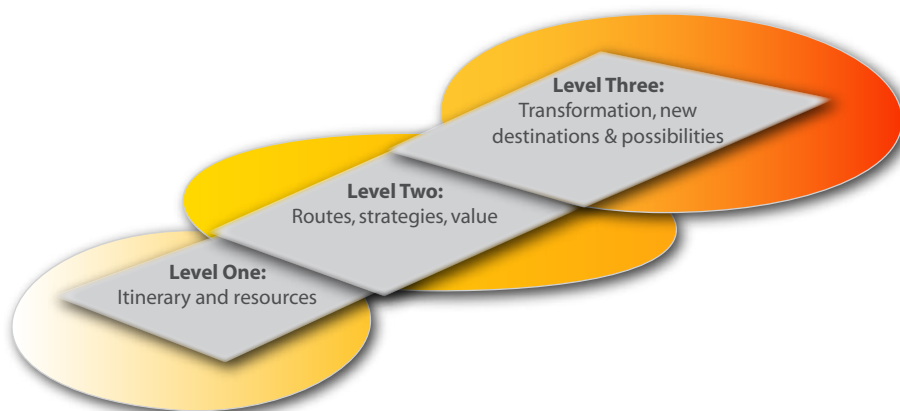 Level Three:
Transformation, new
destinations & possibilities
Level Two:
Routes, strategies, value
Level One:
Itinerary and resources